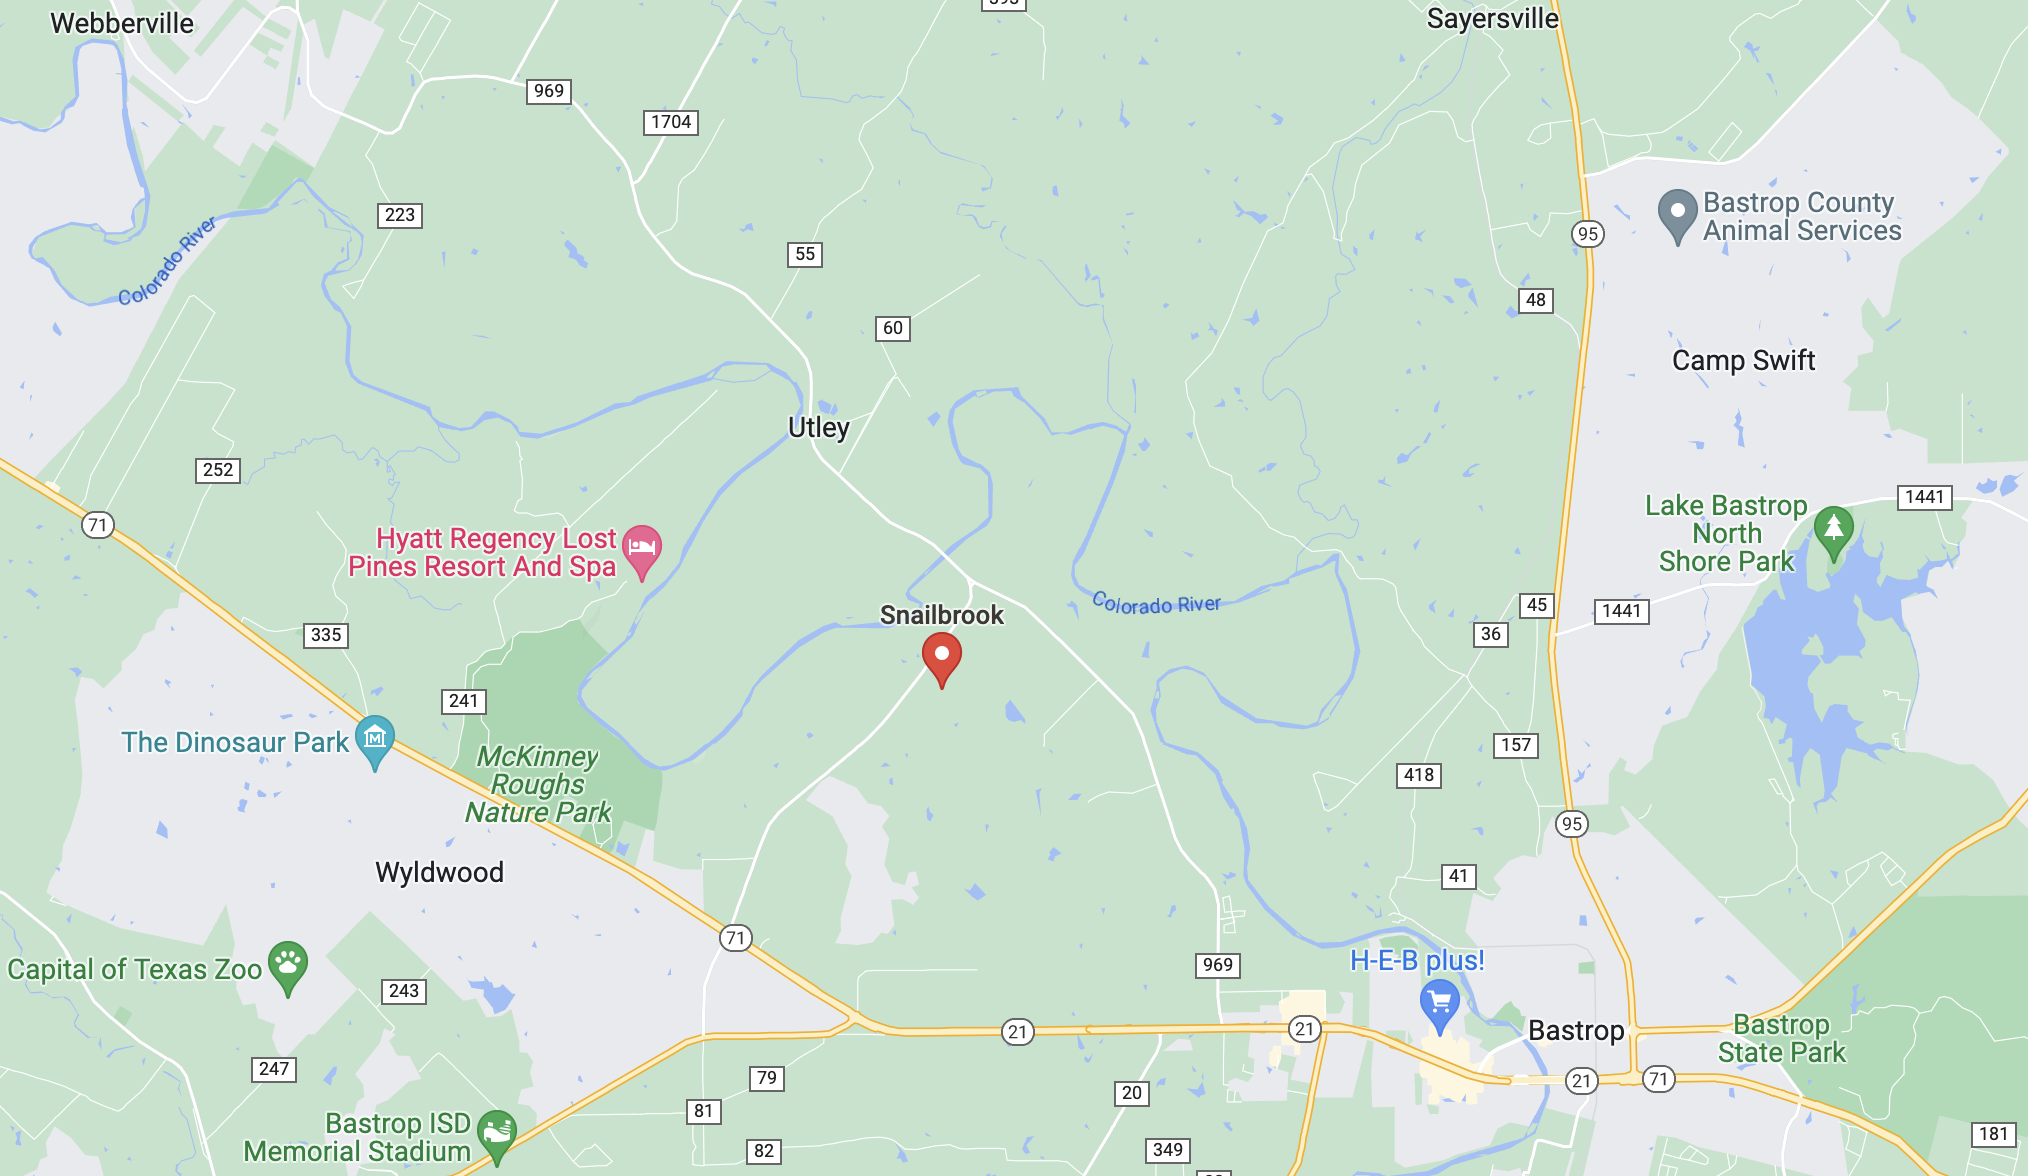 Webberville
Sayersville
969
1704
223
Bastrop County
Animal Services
95
Colorado River
55
48
60
Camp Swift
Utley
252
1441
Lake Bastrop
North
Shore Park
71
Hyatt Regency Lost
Pines Resort And Spa
Colorado River
45
1441
Snailbrook
335
36
241
The Dinosaur Park
157
McKinney
Roughs
Nature Park
418
95
Wyldwood
41
71
Capital of Texas Zoo
969
H-E-B plus!
243
21
21
Bastrop
Bastrop
State Park
247
79
21
71
20
81
Bastrop ISD
Memorial Stadium
82
349
181